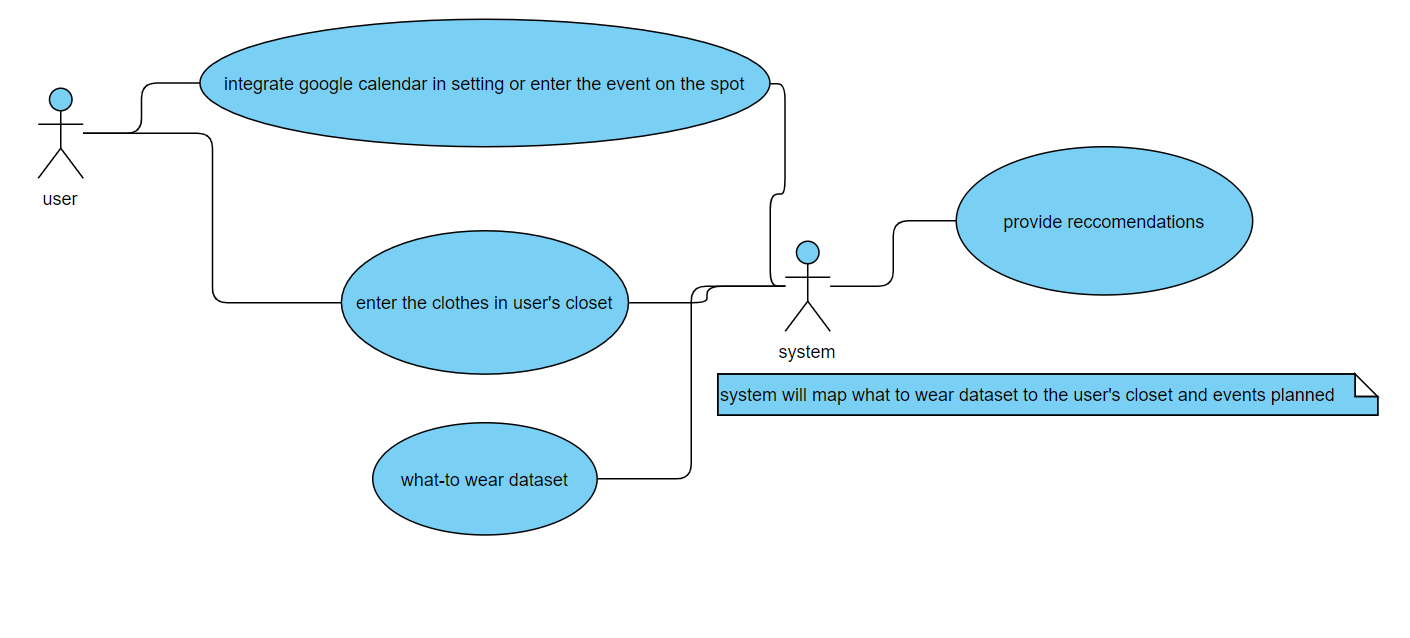 integrate google calendar in setting or enter the event on the spot
user
provide reccomendations
enter the clothes in user's closet
system
system will map what to wear dataset to the user's closet and events planned
what-to wear dataset